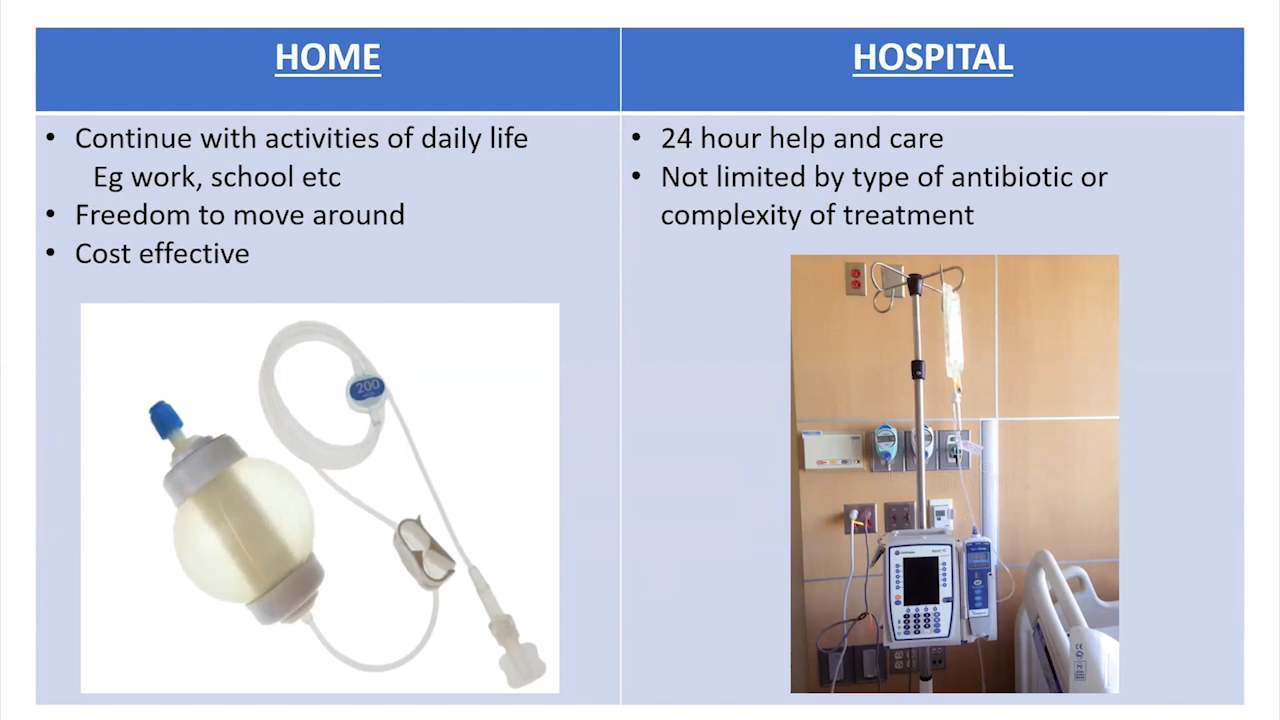 HOME
HOSPITAL
• Continue with activities of daily life
Eg work, school etc
• Freedom to move around
• Cost effective
• 24 hour help and care
• Not limited by type of antibiotic or
complexity of treatment
200